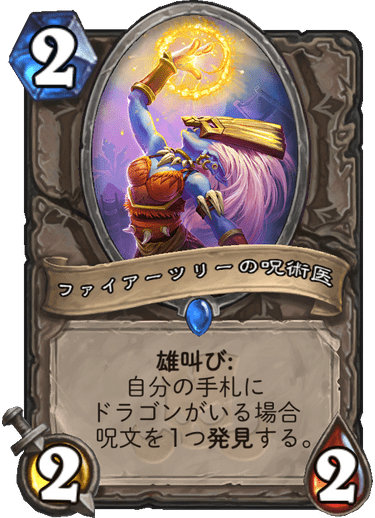 2
ファイアーツリーの呪術医
雄叫び:
自分の手札に
ドラゴンがいる場合
呪文を1つ発見する。
2
2